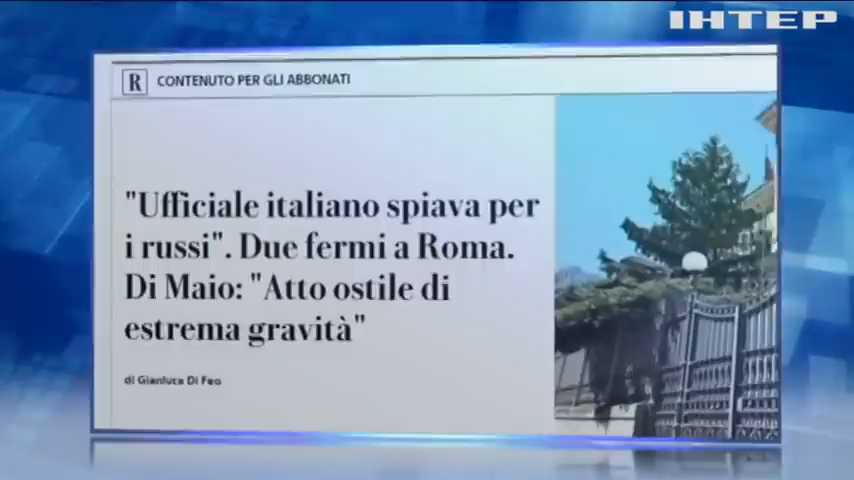 ІНТЕР
R CONTENUTO PER GLI ABBONATI
"Ufficiale italiano spiava per
i russi". Due fermi a Roma.
Di Maio: "Atto ostile di
estrema gravità"
di Gianluca Di Feo